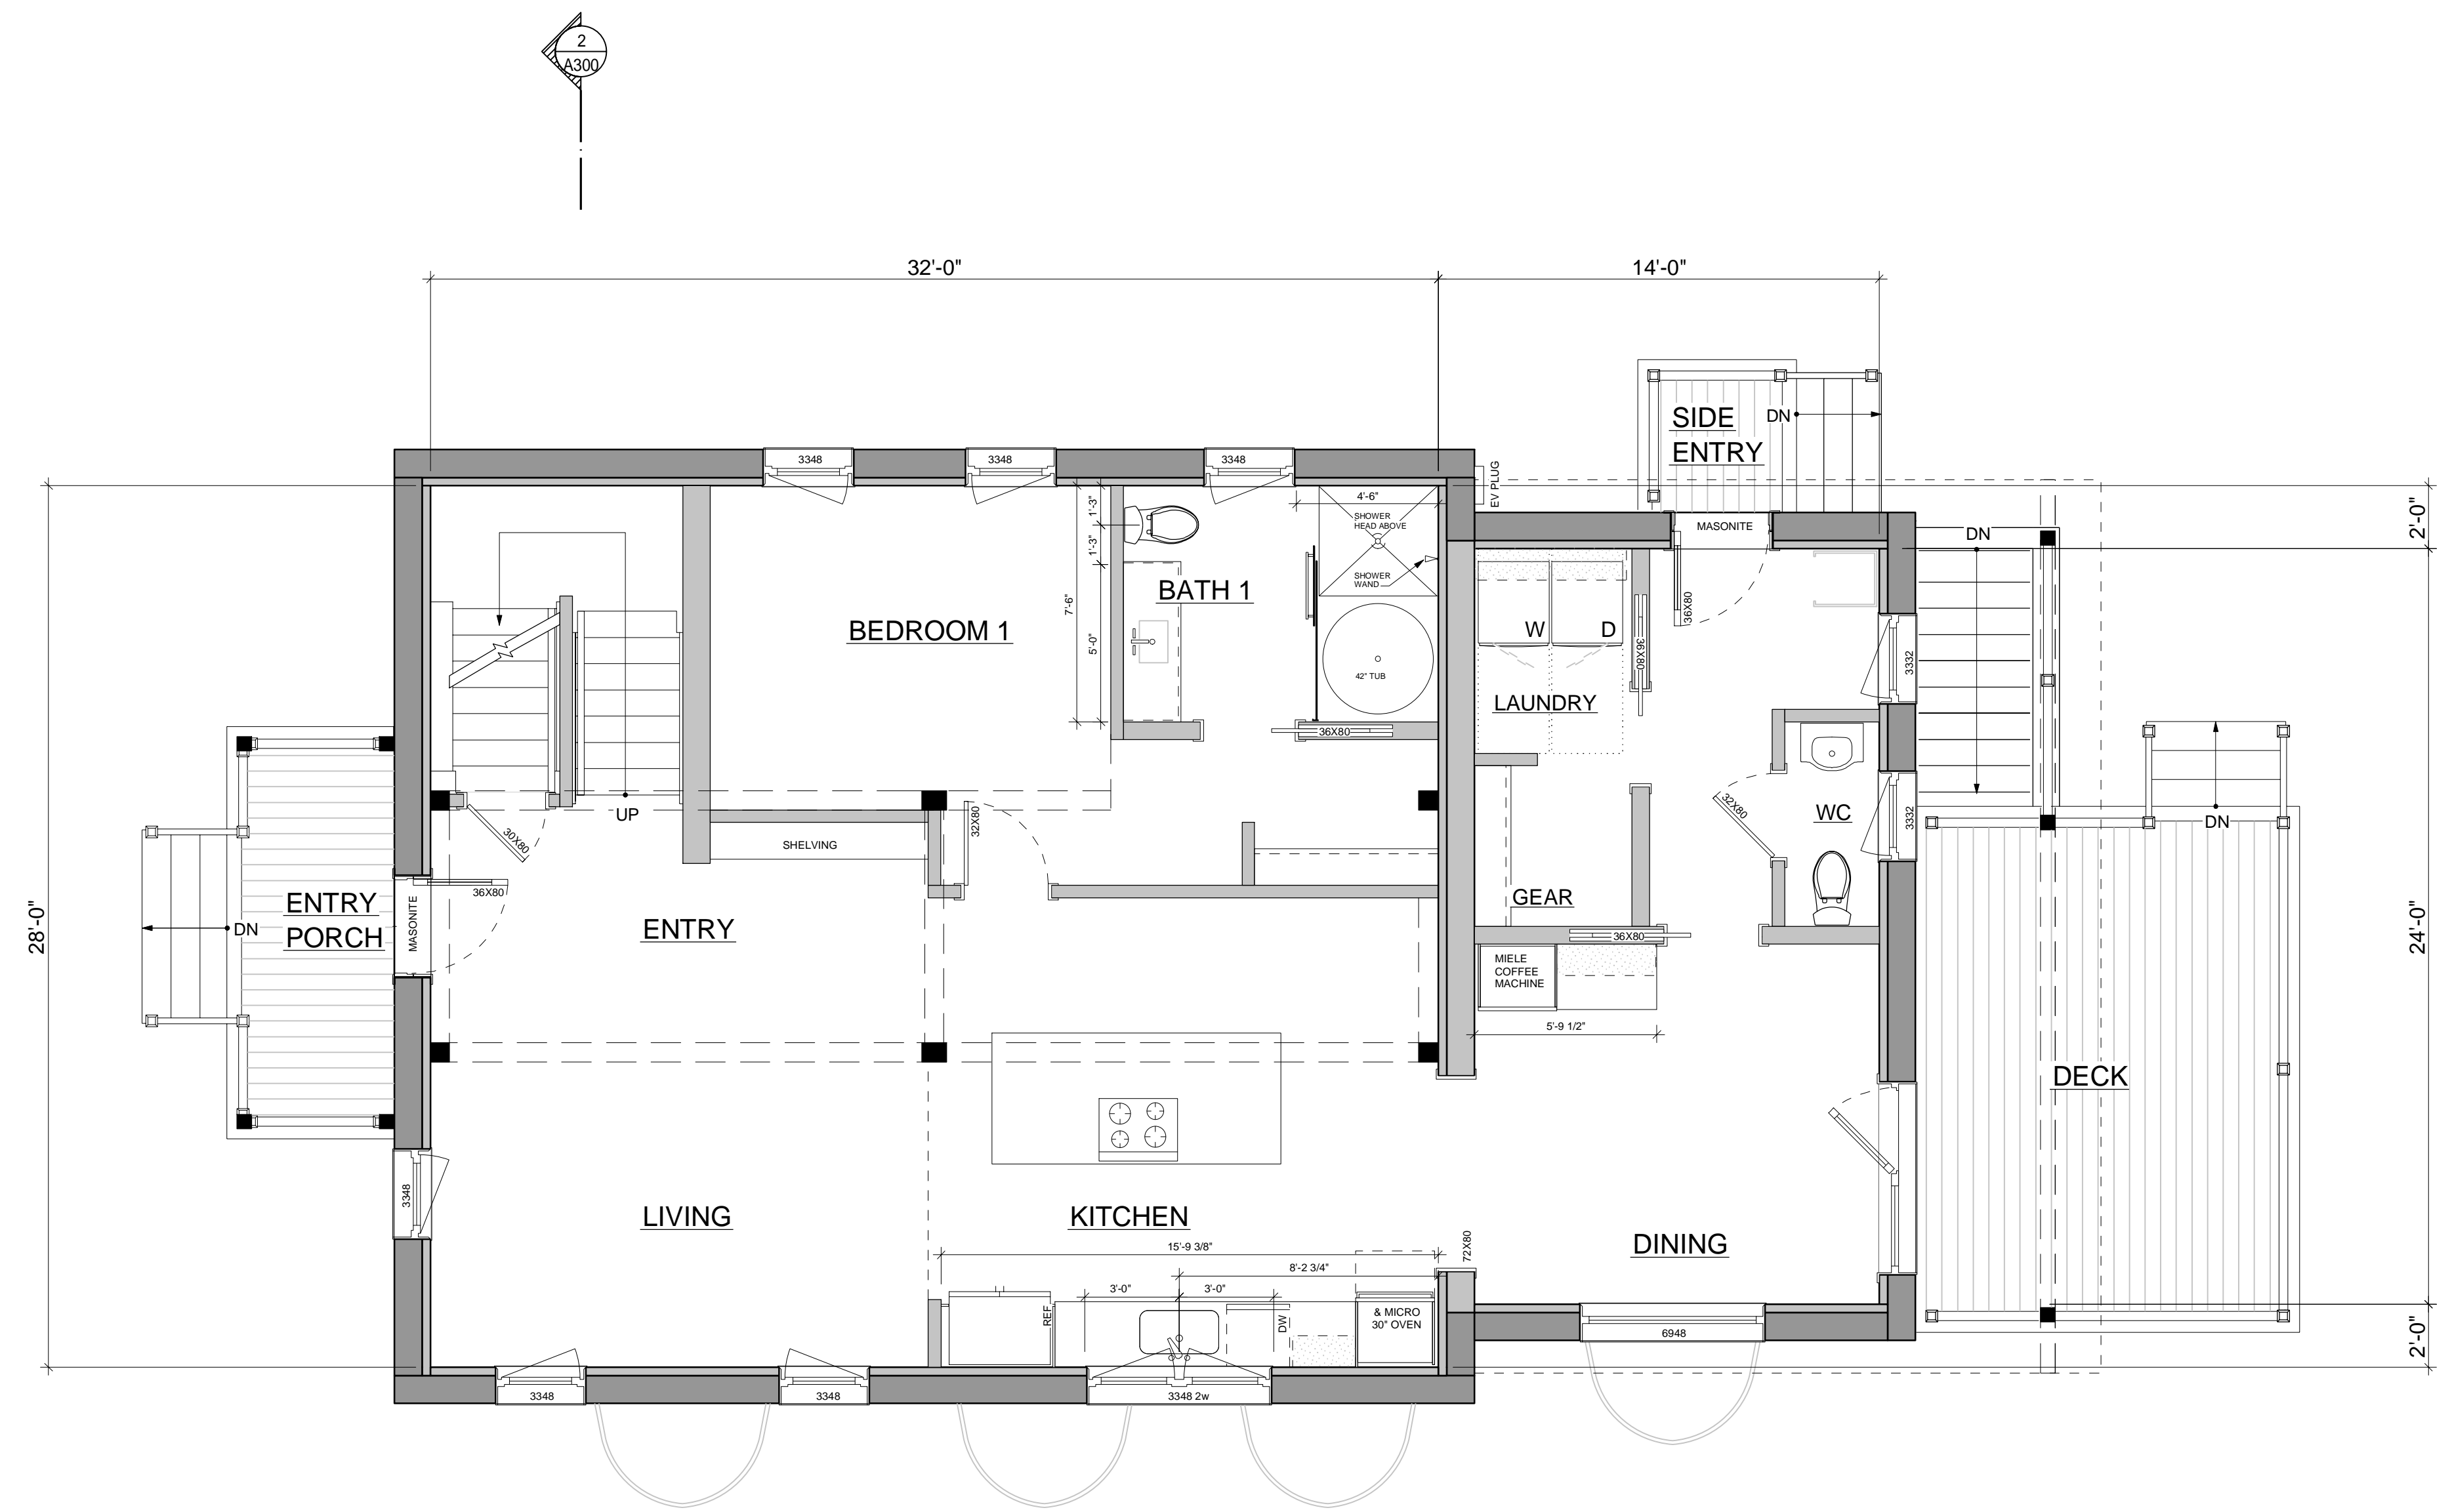 2
A300
32'-0"
14'-0"
SIDE
ENTRY
DN
3348
3348
3348
EV PLUG
2'-0"
4'-6"
SHOWER
HEAD ABOVE
SHOWER
WAND
1'-3"
1'-3"
7'-6"
5'-0"
MASONITE
36X80
DN
BATH 1
BEDROOM 1
W
D
36X80
42" TUB
3332
LAUNDRY
36X80
UP
30X80
SHELVING
32X80
32X80
WC
3332
DN
36X80
MASONITE
ENTRY
PORCH
DN
ENTRY
GEAR
36X80
28'-0"
24'-0"
MIELE
COFFEE
MACHINE
5'-9 1/2"
DECK
3348
LIVING
KITCHEN
DINING
72X80
15'-9 3/8"
8'-2 3/4"
3'-0"
3'-0"
REF
DW
& MICRO
30" OVEN
6948
2'-0"
3348
3348
3348 2w